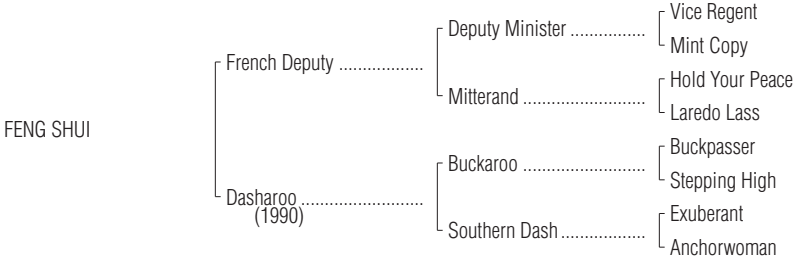 Vice Regent
Deputy Minister ................
Mint Copy
French Deputy ..................
Hold Your Peace
Mitterand ..........................
Laredo Lass
FENG SHUI
Buckpasser
Buckaroo ..........................
Stepping High
Dasharoo ..........................
(1990)
Exuberant
Southern Dash..................
Anchorwoman